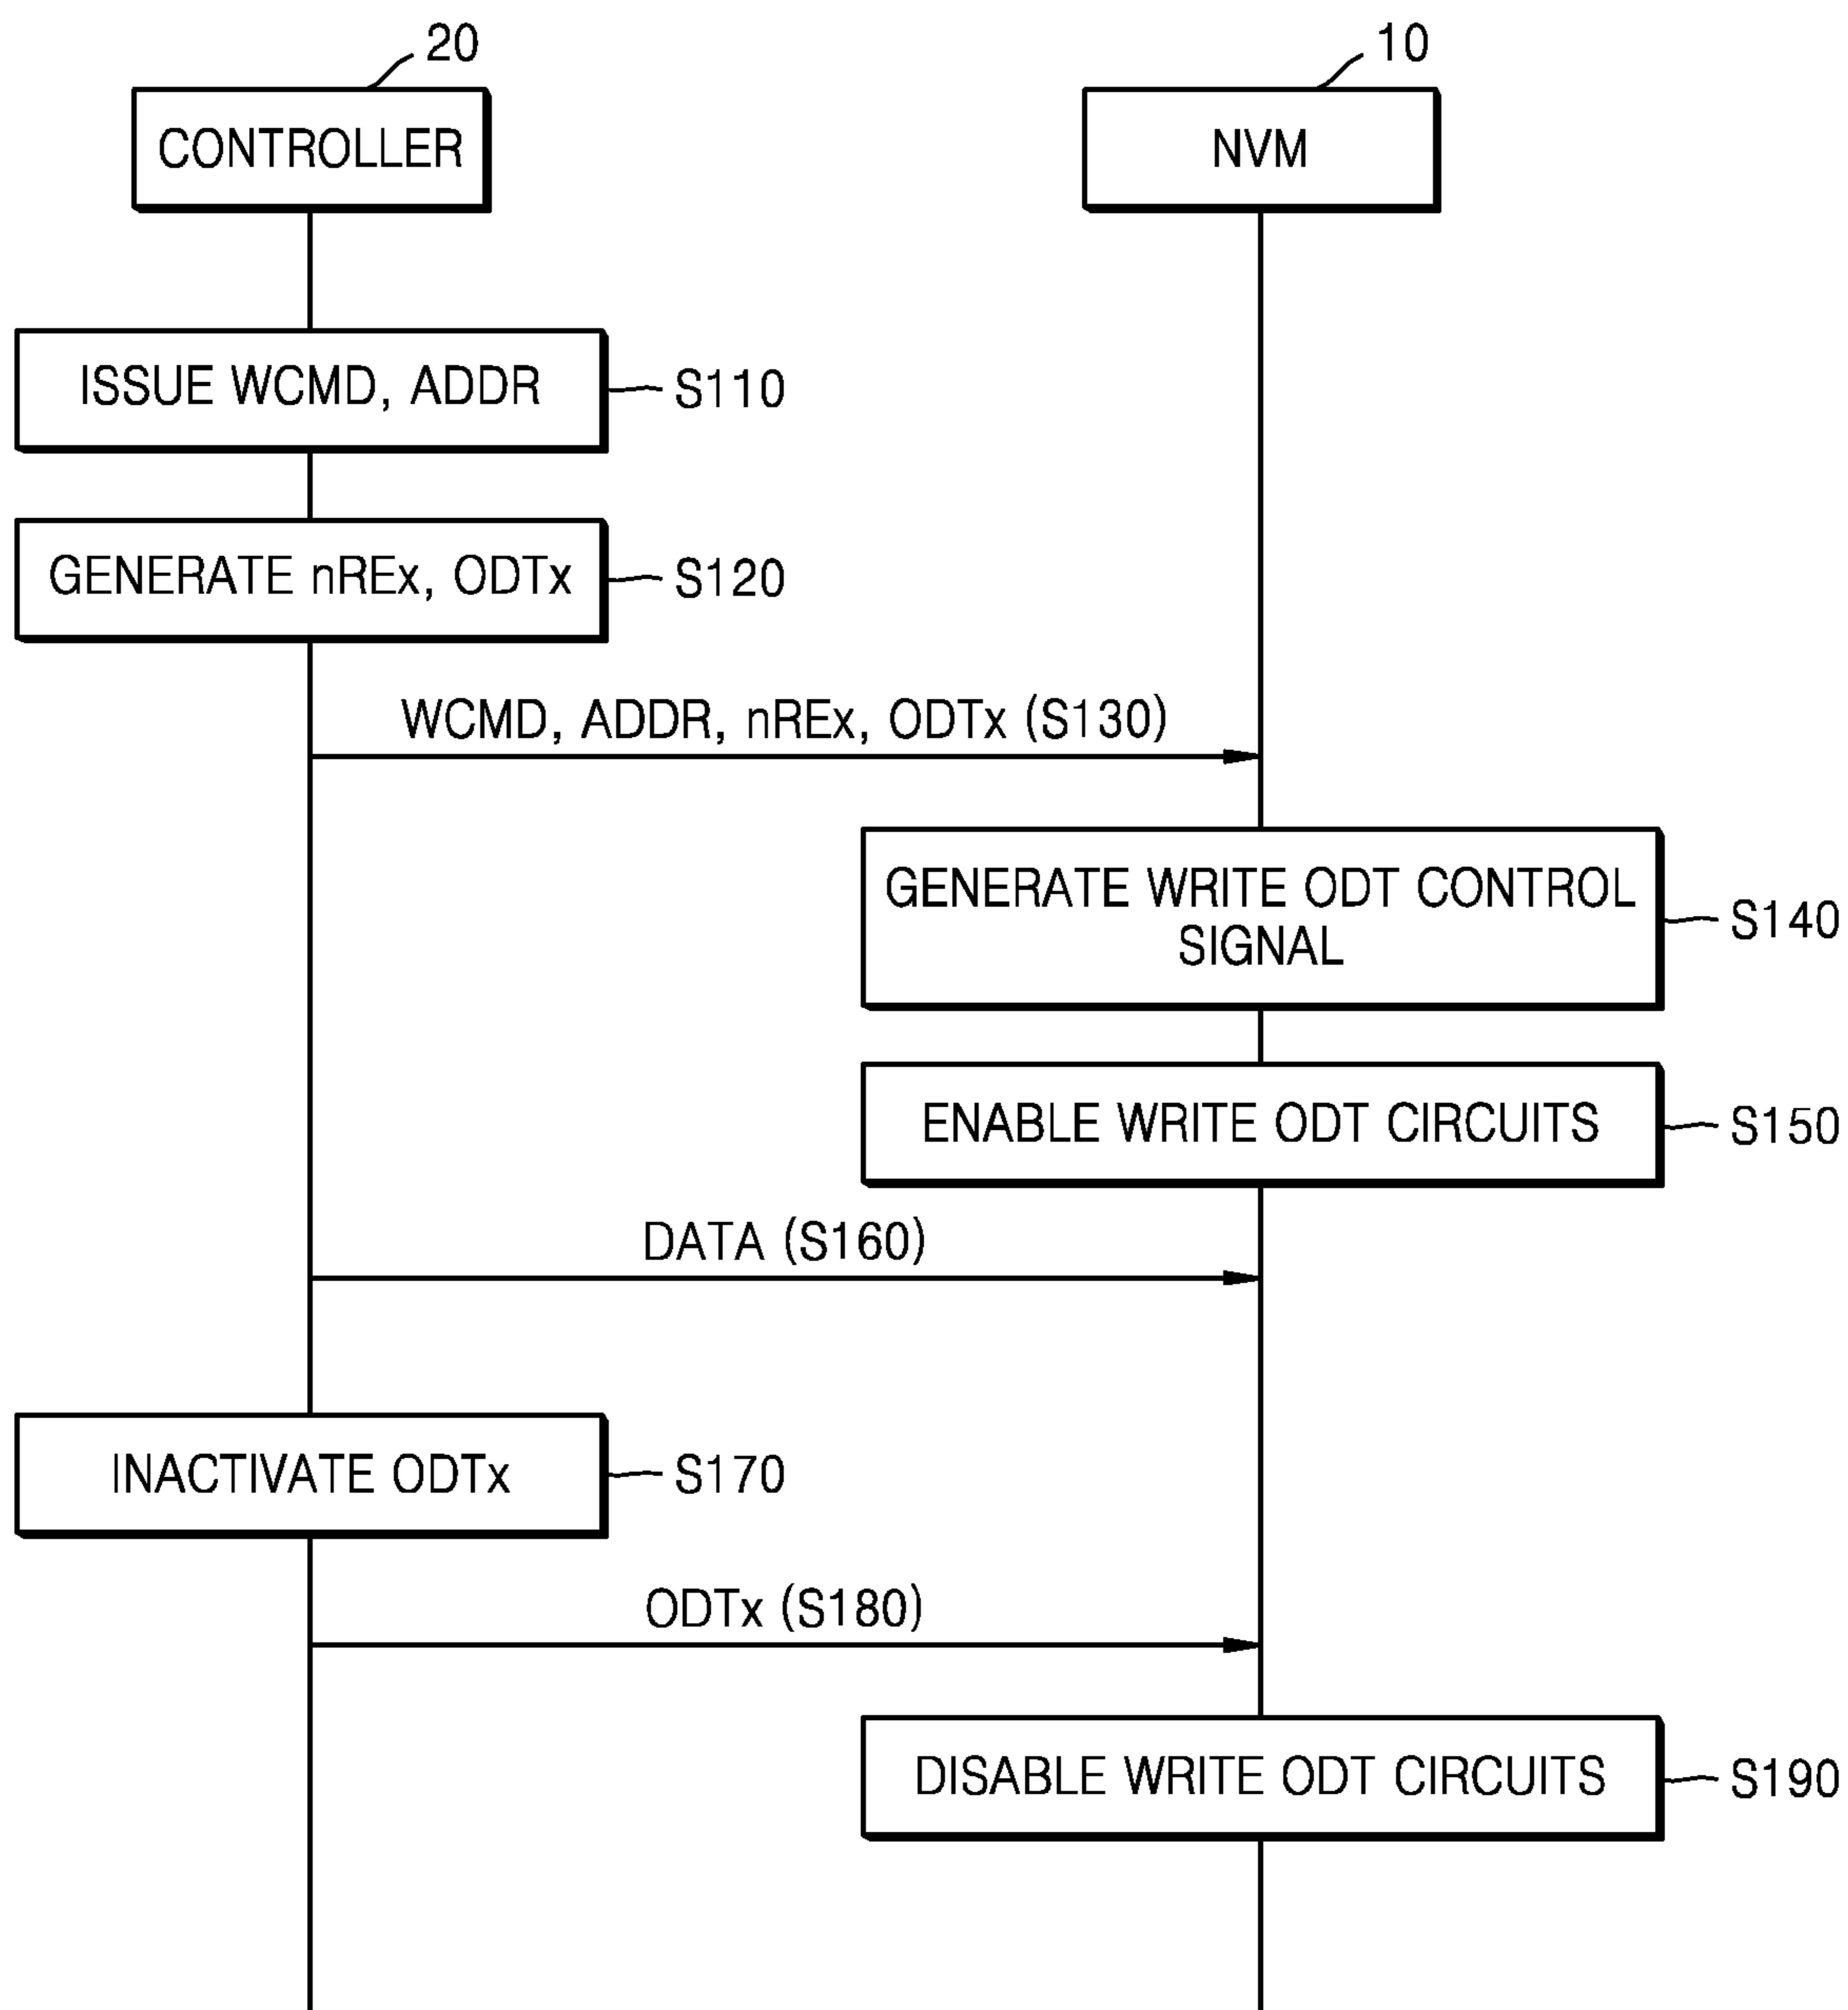 20
10
CONTROLLER
NVM
ISSUE WCMD, ADDR
S110
GENERATE nREx, ODTx
S120
WCMD, ADDR, nREx, ODTx (S130)
GENERATE WRITE ODT CONTROL
SIGNAL
S140
ENABLE WRITE ODT CIRCUITS
S150
DATA (S160)
INACTIVATE ODTx
S170
ODTx (S180)
DISABLE WRITE ODT CIRCUITS
S190